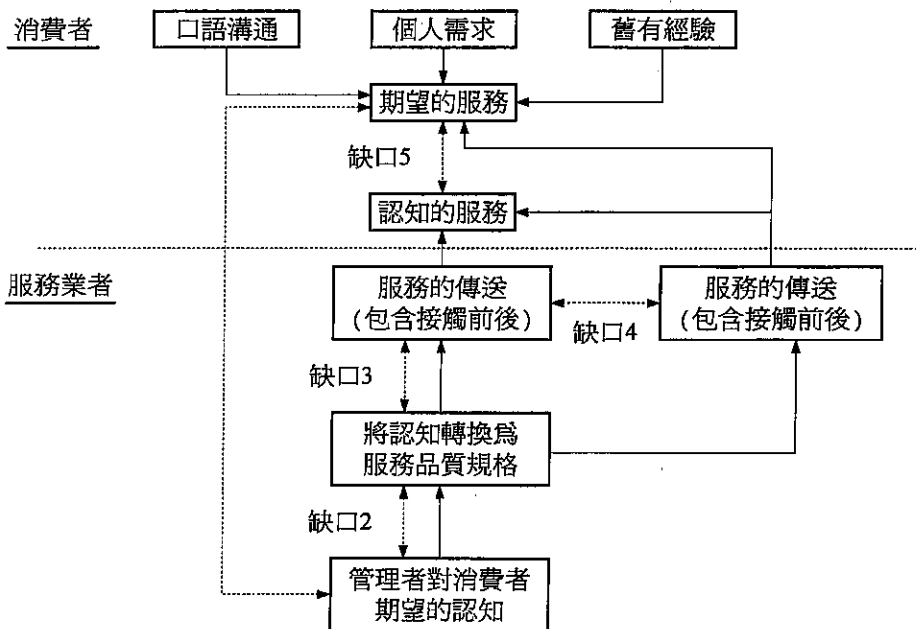 消費者
口語溝通
個人需求
舊有經驗
期望的服務
缺口5
認知的服務
服務業者
服務的傳送
(包含接觸前後)
缺口4
服務的傳送
(包含接觸前後)
缺口3
將認知轉換爲
服務品質規格
缺口2
管理者對消費者
期望的認知